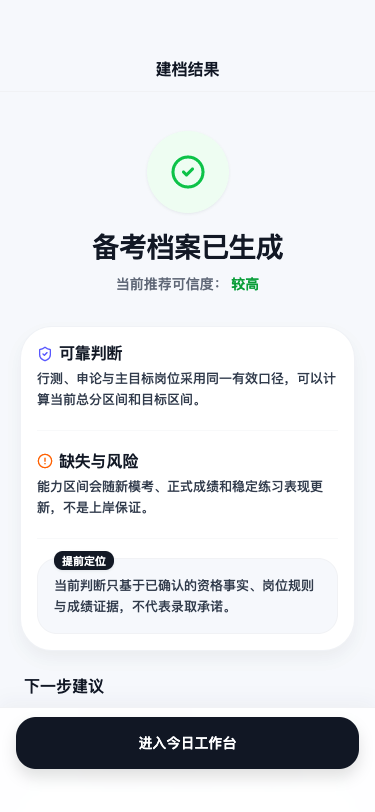 建档结果
备考档案已生成
当前推荐可信度： 较高
可靠判断
行测、申论与主目标岗位采用同一有效口径，可以计
算当前总分区间和目标区间。
缺失与风险
能力区间会随新模考、正式成绩和稳定练习表现更
新，不是上岸保证。
提前定位
当前判断只基于已确认的资格事实、岗位规则
与成绩证据，不代表录取承诺。
下一步建议
进入今日工作台